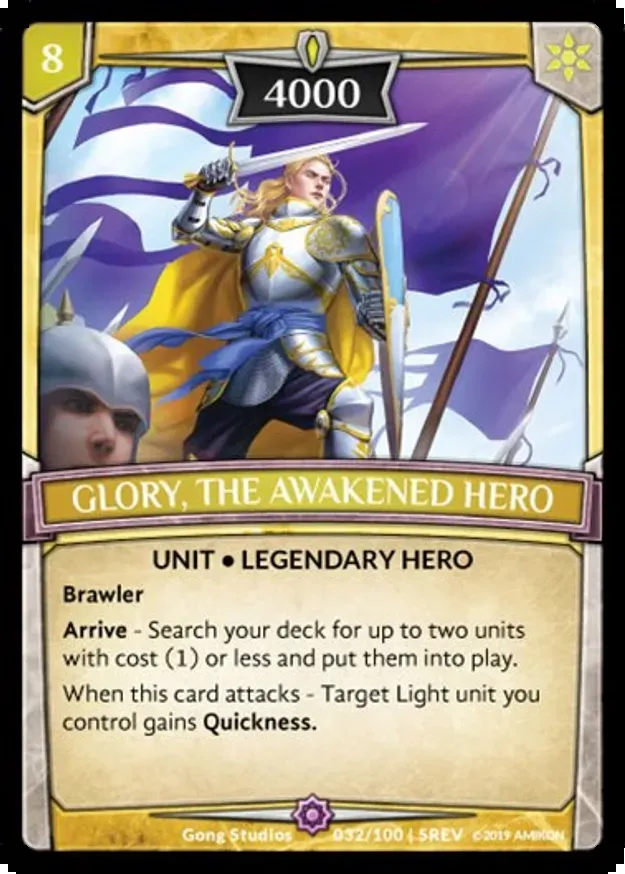 8
4000
GLORY, THE AWAKENED HERO
UNIT • LEGENDARY HERO
Brawler
Arrive - Search your deck for up to two units
with cost (1) or less and put them into play.
When this card attacks - Target Light unit you
control gains Quickness.
Gong Studios 032/100 | SREV ©2019 AMIKON